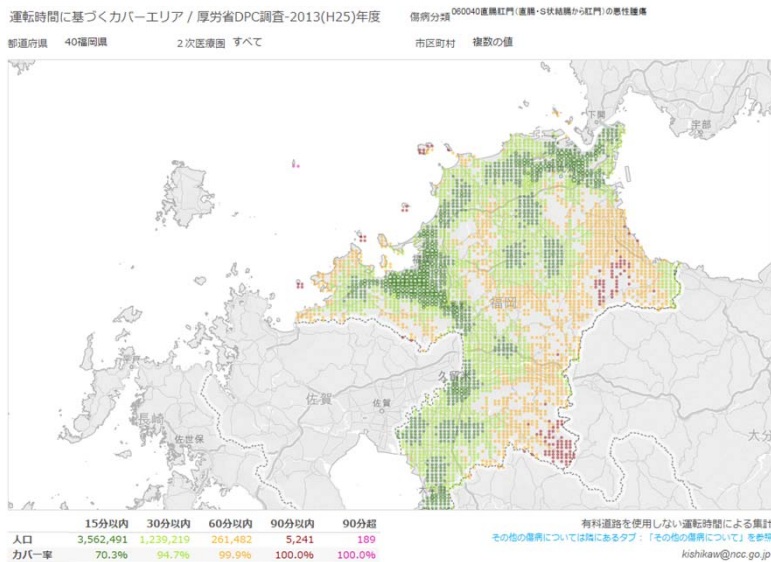 運転時間に基づくカバーエリア / 厚労省DPC調査-2013(H25)年度
傷病分類 060040直腸肛門(直腸・S状結腸から肛門)の悪性腫瘍
都道府県 40福岡県 2次医療圏 すべて 市区町村 複数の値
下関
宇部
福岡
久留
佐賀
佐賀
長崎
佐世保
大分
15分以内 30分以内 60分以内 90分以内 90分超
人口 3,562,491 1,239,219 261,482 5,241 189
カバー率 70.3% 94.7% 99.9% 100.0% 100.0%
有料道路を使用しない運転時間による集計
その他の傷病については隣にあるタブ:「その他の傷病について」を参照
kishikaw@ncc.go.jp